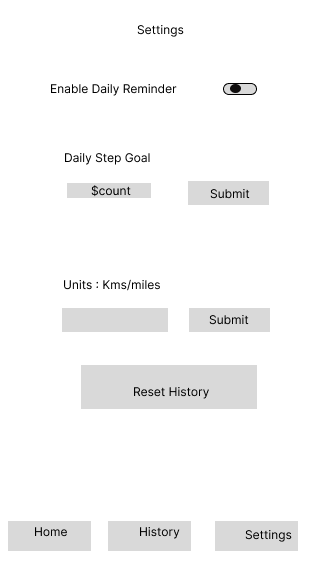 Settings
Enable Daily Reminder
Daily Step Goal
$count
Submit
Units : Kms/miles
Submit
Reset History
Home
History
Settings